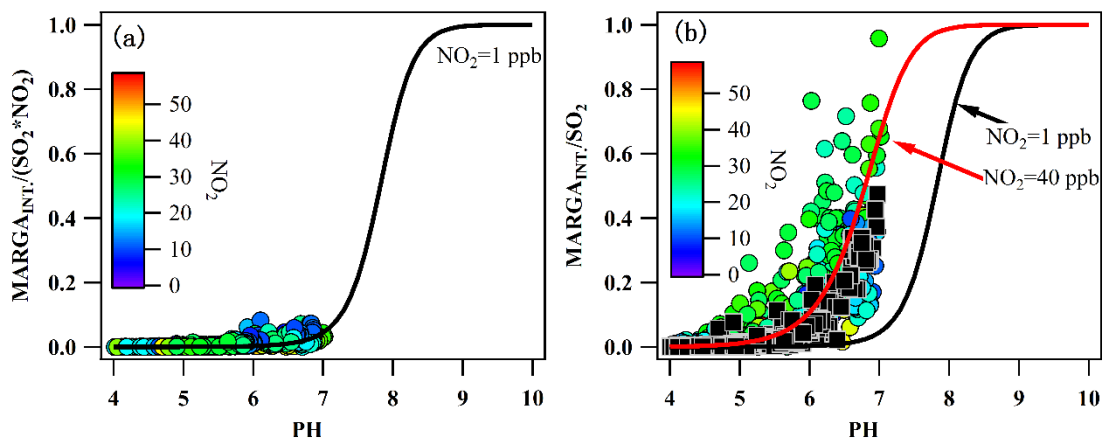 (a)
NO₂=1 ppb
1.0
0.8
0.6
0.4
0.2
0.0
MARGA_INT./(SO₂*NO₂)
50
40
30
20
10
0
NO₂
4 5 6 7 8 9 10
PH
(b)
NO₂=1 ppb
NO₂=40 ppb
1.0
0.8
0.6
0.4
0.2
0.0
MARGA_INT./SO₂
50
40
30
20
10
0
NO₂
4 5 6 7 8 9 10
PH